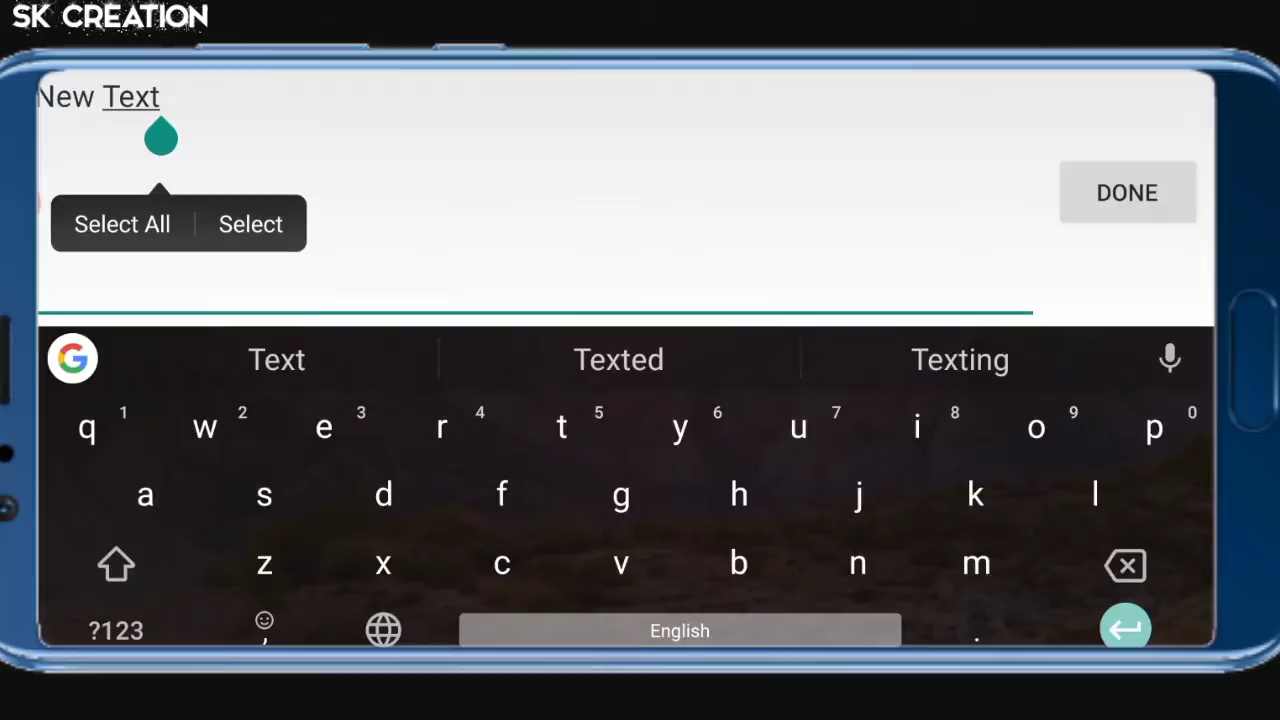 SK CREATION
New Text
DONE
Select All Select
G Text Texted Texting
q 1 w 2 e 3 r 4 t 5 y 6 u 7 i 8 o 9 p 0
a s d f g h j k l
z x c v b n m
?123 , English .